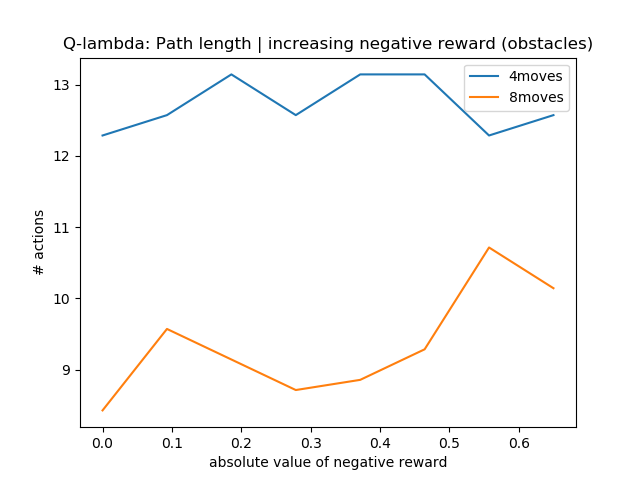 Q-lambda: Path length | increasing negative reward (obstacles)
4moves
8moves
13
12
11
10
9
# actions
0.0 0.1 0.2 0.3 0.4 0.5 0.6
absolute value of negative reward